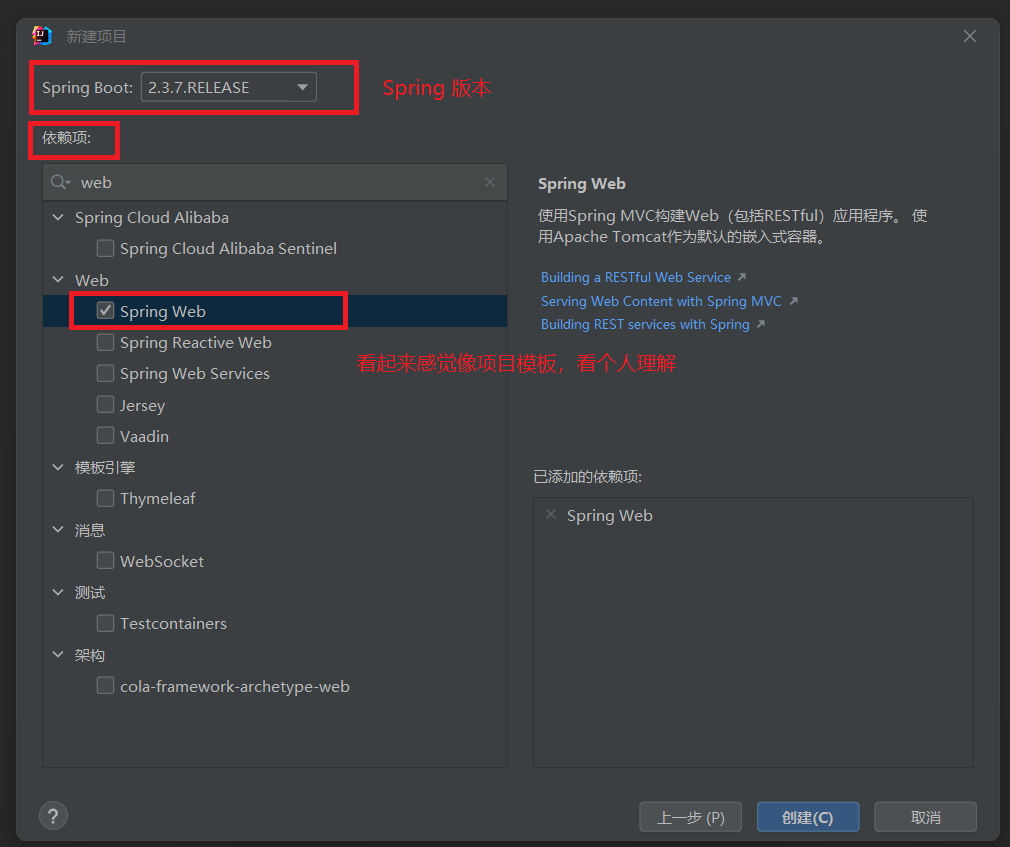 新建项目
Spring Boot: 2.3.7.RELEASE
Spring 版本
依赖项:
web
Spring Cloud Alibaba
Spring Cloud Alibaba Sentinel
Web
Spring Web
Spring Reactive Web
Spring Web Services
Jersey
Vaadin
模板引擎
Thymeleaf
消息
WebSocket
测试
Testcontainers
架构
cola-framework-archetype-web
Spring Web
使用Spring MVC构建Web（包括RESTful）应用程序。 使
用Apache Tomcat作为默认的嵌入式容器。
Building a RESTful Web Service
Serving Web Content with Spring MVC
Building REST services with Spring
看起来感觉像项目模板，看个人理解
已添加的依赖项:
Spring Web
?
上一步 (P)
创建(C)
取消